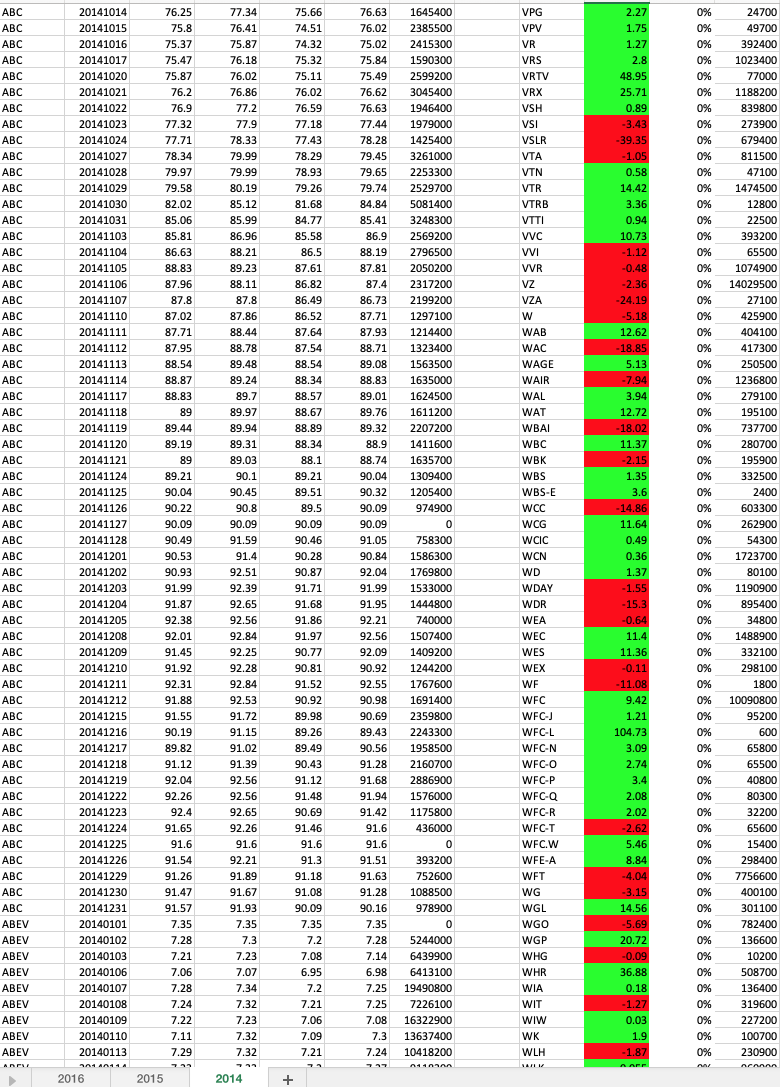 ABC 20141014 76.25 77.34 75.66 76.63 1645400 VPG 2.27 0% 24700
ABC 20141015 75.8 76.41 74.51 76.02 2385500 VPV 1.75 0% 49700
ABC 20141016 75.37 75.87 74.32 75.02 2415300 VR 1.27 0% 392400
ABC 20141017 75.47 76.18 75.32 75.84 1590300 VRS 2.8 0% 1023400
ABC 20141020 75.87 76.02 75.11 75.49 2599200 VRTV 48.95 0% 77000
ABC 20141021 76.2 76.86 76.02 76.62 3045400 VRX 25.71 0% 1188200
ABC 20141022 76.9 77.2 76.59 77.63 1946400 VSH 0.89 0% 839800
ABC 20141023 77.32 77.9 77.18 77.44 1979000 VSI -3.43 0% 273900
ABC 20141024 77.71 78.33 77.43 78.28 1425400 VSLR -39.35 0% 679400
ABC 20141027 78.34 79.99 78.29 79.45 3261000 VTA -1.05 0% 811500
ABC 20141028 79.97 79.99 78.93 79.65 2253300 VTN 0.58 0% 47100
ABC 20141029 79.58 80.19 79.26 79.74 2529700 VTR 14.42 0% 1474500
ABC 20141030 82.02 85.12 81.68 84.84 5081400 VTRB 3.36 0% 12800
ABC 20141031 85.06 85.99 84.77 85.41 3248300 VTTI 0.94 0% 22500
ABC 20141103 85.81 86.96 85.58 86.9 2569200 VVC 10.73 0% 393200
ABC 20141104 86.63 88.21 86.5 88.19 2796500 VVI -1.12 0% 65500
ABC 20141105 88.83 89.23 87.61 87.81 2050200 VVR -0.48 0% 1074900
ABC 20141106 87.96 88.11 86.82 87.4 2317200 VZ -2.36 0% 14029500
ABC 20141107 87.8 87.8 86.49 86.73 2199200 VZA -24.19 0% 27100
ABC 20141110 87.02 87.86 86.52 87.71 1297100 W -5.18 0% 425900
ABC 20141111 87.71 88.44 87.64 87.93 1214400 WAB 12.62 0% 404100
ABC 20141112 87.95 88.78 87.54 88.71 1323400 WAC -18.85 0% 417300
ABC 20141113 88.54 89.48 88.54 89.08 1563500 WAGE 5.13 0% 250500
ABC 20141114 88.87 89.24 88.34 88.83 1635000 WAIR -7.94 0% 1236800
ABC 20141117 88.83 89.7 88.57 89.01 1624500 WAL 3.94 0% 279100
ABC 20141118 89 89.97 88.67 89.76 1611200 WAT 12.72 0% 195100
ABC 20141119 89.44 89.94 88.89 89.32 2207200 WBAI -18.02 0% 737700
ABC 20141120 89.19 89.31 88.34 88.9 1411600 WBC 11.37 0% 280700
ABC 20141121 89 89.03 88.1 88.74 1635700 WBK -2.15 0% 195900
ABC 20141124 89.21 90.1 89.21 90.04 1309400 WBS 1.35 0% 332500
ABC 20141125 90.04 90.45 89.51 90.32 1205400 WBS-E 3.6 0% 2400
ABC 20141126 90.22 90.8 89.5 90.09 974900 WCC -14.86 0% 603300
ABC 20141127 90.09 90.09 90.09 90.09 0 WCG 11.64 0% 262900
ABC 20141128 90.49 91.59 90.46 91.05 758300 WCIC 0.49 0% 54300
ABC 20141201 90.53 91.4 90.28 90.84 1586300 WCN 0.36 0% 1723700
ABC 20141202 90.93 92.51 90.87 92.04 1769800 WD 1.37 0% 80100
ABC 20141203 91.99 92.39 91.71 91.99 1533000 WDAY -1.55 0% 1190900
ABC 20141204 91.87 92.65 91.68 91.95 1444800 WDR -15.3 0% 895400
ABC 20141205 92.38 92.56 91.86 92.21 740000 WEA -0.64 0% 34800
ABC 20141208 92.01 92.84 91.97 92.56 1507400 WEC 11.4 0% 1488900
ABC 20141209 91.45 92.25 90.77 92.09 1409200 WES 11.36 0% 332100
ABC 20141210 91.92 92.28 90.81 90.92 1244200 WEX -0.11 0% 298100
ABC 20141211 92.31 92.84 91.52 92.55 1767600 WF -11.08 0% 1800
ABC 20141212 91.88 92.53 90.92 90.98 1691400 WFC 9.42 0% 10090800
ABC 20141215 91.55 91.72 89.98 90.69 2359800 WFC-J 1.21 0% 95200
ABC 20141216 90.19 91.15 89.26 89.43 2243300 WFC-L 104.73 0% 600
ABC 20141217 89.82 91.02 89.49 90.56 1958500 WFC-N 3.09 0% 65800
ABC 20141218 91.12 91.39 90.43 91.28 2160700 WFC-O 2.74 0% 65500
ABC 20141219 92.04 92.56 91.12 91.68 2886900 WFC-P 3.4 0% 40800
ABC 20141222 92.26 92.56 91.48 91.94 1576000 WFC-Q 2.08 0% 80300
ABC 20141223 92.4 92.65 90.69 91.42 1175800 WFC-R 2.02 0% 32200
ABC 20141224 91.65 92.26 91.46 91.6 436000 WFC-T -2.62 0% 65600
ABC 20141225 91.6 91.6 91.6 91.6 0 WFC.W 5.46 0% 15400
ABC 20141226 91.54 92.21 91.3 91.51 393200 WFE-A 8.84 0% 298400
ABC 20141229 91.26 91.89 91.18 91.63 752600 WFT -4.04 0% 7756600
ABC 20141230 91.47 91.67 91.08 91.28 1088500 WG -3.15 0% 400100
ABC 20141231 91.57 91.93 90.09 90.16 978900 WGL 14.56 0% 301100
ABEV 20140101 7.35 7.35 7.35 7.35 0 WGO -5.69 0% 782400
ABEV 20140102 7.28 7.3 7.2 7.28 5244000 WGP 20.72 0% 136600
ABEV 20140103 7.21 7.23 7.08 7.14 6439900 WHG -0.09 0% 10200
ABEV 20140106 7.06 7.07 6.95 6.98 6413100 WHR 36.88 0% 508700
ABEV 20140107 7.28 7.34 7.2 7.25 19490800 WIA 0.18 0% 136400
ABEV 20140108 7.24 7.32 7.21 7.25 7226100 WIT -1.27 0% 319600
ABEV 20140109 7.22 7.23 7.06 7.08 16322900 WIW 0.03 0% 227200
ABEV 20140110 7.11 7.32 7.09 7.3 13637400 WK 1.9 0% 100700
ABEV 20140113 7.29 7.32 7.21 7.24 10418200 WLH -1.87 0% 230900
2016 2015 2014 +